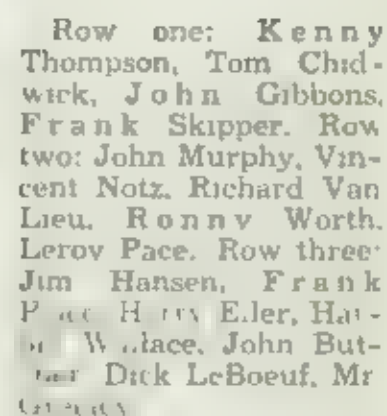 Row one: Kenny
Thompson, Tom Chid-
wick, John Gibbons,
Frank Skipper. Row
two: John Murphy, Vin-
cent Notz, Richard Van
Lieu, Ronny Worth,
Leroy Pace. Row three:
Jim Hansen, Frank
Eiler,
Wallace, John But-
Dick LeBoeuf, Mr